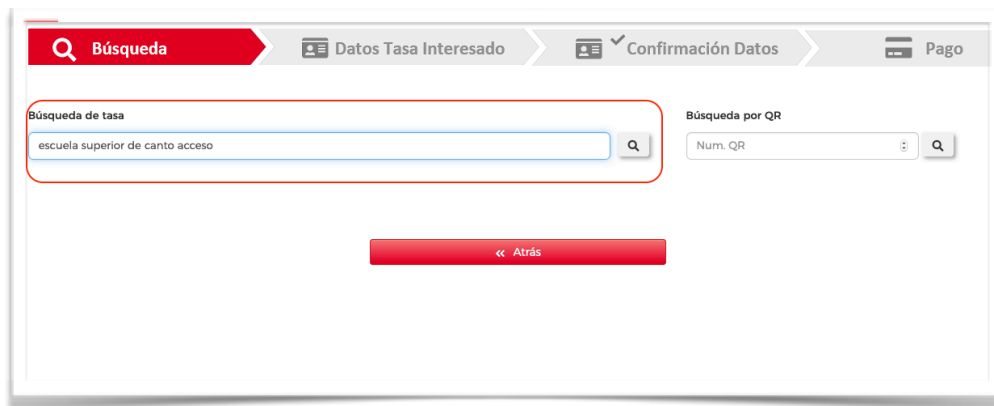 Búsqueda
Datos Tasa Interesado
Confirmación Datos
Pago
Búsqueda de tasa
escuela superior de canto acceso
Búsqueda por QR
Num. QR
« Atrás